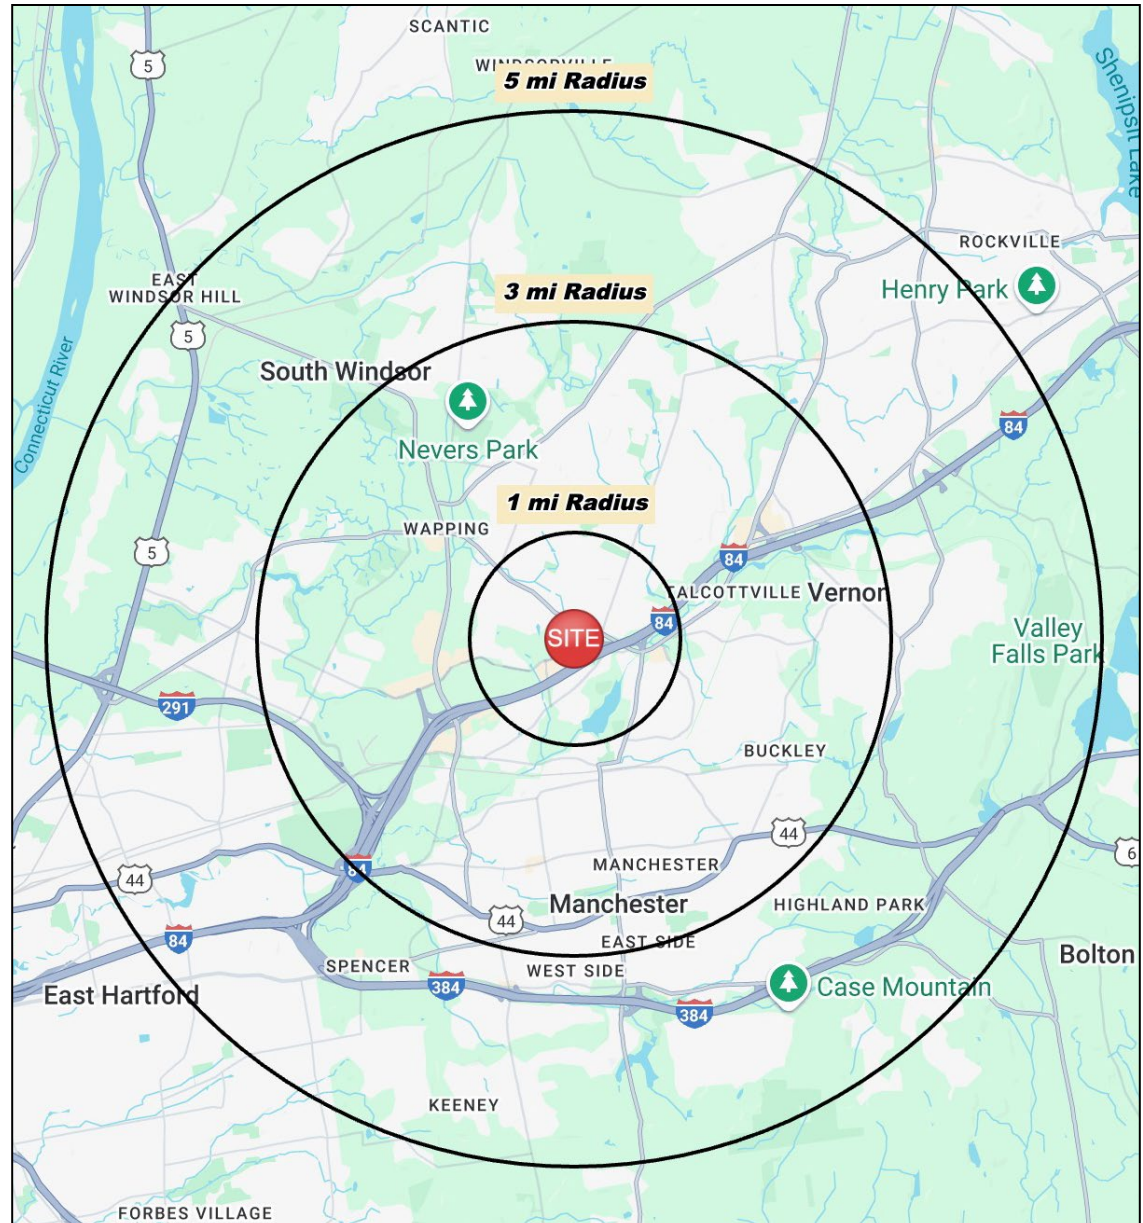 SCANTIC
WINDSORVILLE
5 mi Radius
5
Shenipsit Lake
ROCKVILLE
Henry Park
EAST
WINDSOR HILL
3 mi Radius
5
Connecticut River
South Windsor
Nevers Park
84
1 mi Radius
WAPPING
5
84
TALCOTTVILLE
Vernon
84
SITE
Valley
Falls Park
291
BUCKLEY
44
6
MANCHESTER
84
44
Manchester
HIGHLAND PARK
44
84
EAST SIDE
Bolton
SPENCER
WEST SIDE
384
Case Mountain
East Hartford
384
KEENEY
FORBES VILLAGE